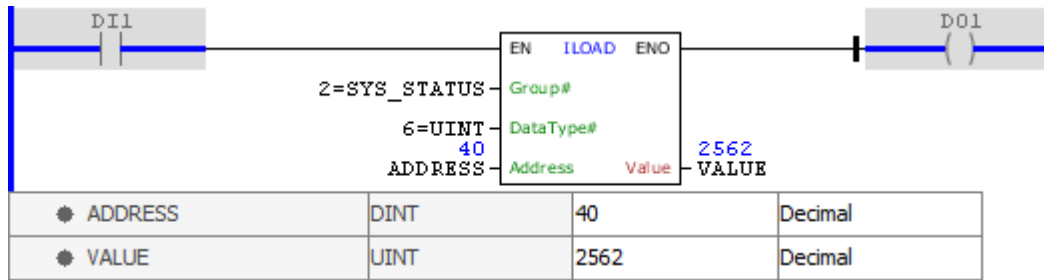 DI1
DO1
EN ILOAD ENO
2=SYS_STATUS Group#
6=UINT DataType#
40
2562
ADDRESS Address Value VALUE
ADDRESS DINT 40 Decimal
VALUE UINT 2562 Decimal